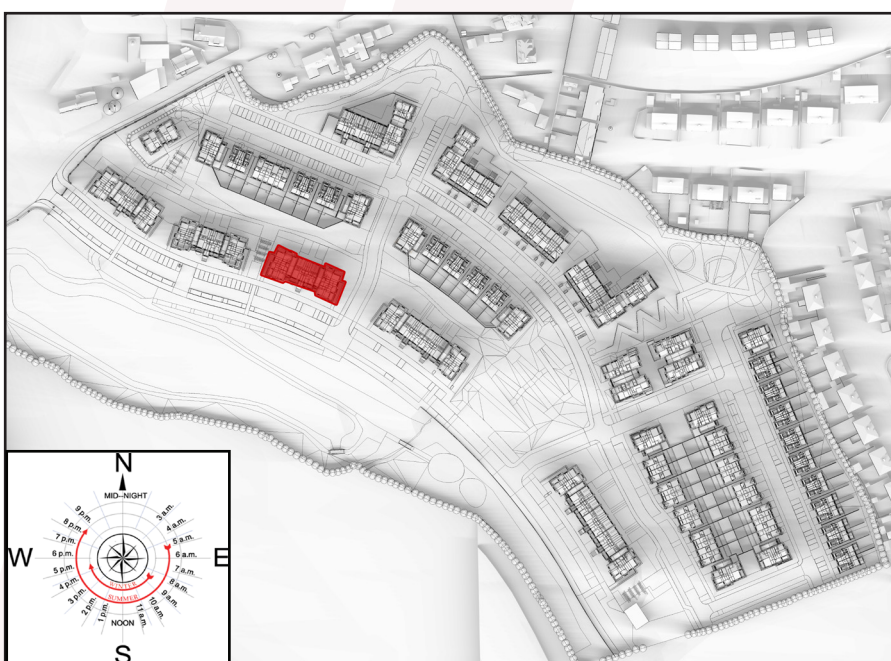 N
MID-NIGHT
9 p.m.
3 a.m.
8 p.m.
4 a.m.
7 p.m.
5 a.m.
W
6 p.m.
6 a.m.
E
5 p.m.
7 a.m.
4 p.m.
WINTER
8 a.m.
3 p.m.
SUMMER
9 a.m.
2 p.m.
10 a.m.
1 p.m.
11 a.m.
NOON
S